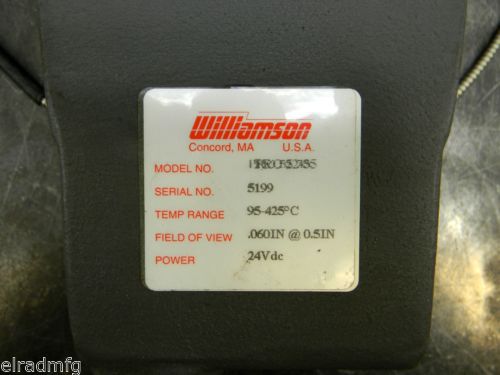 Williamson
Concord, MA U.S.A.
MODEL NO.
SERIAL NO. 5199
TEMP RANGE 95-425°C
FIELD OF VIEW .060IN @ 0.5IN
POWER 24Vdc
elradmfg